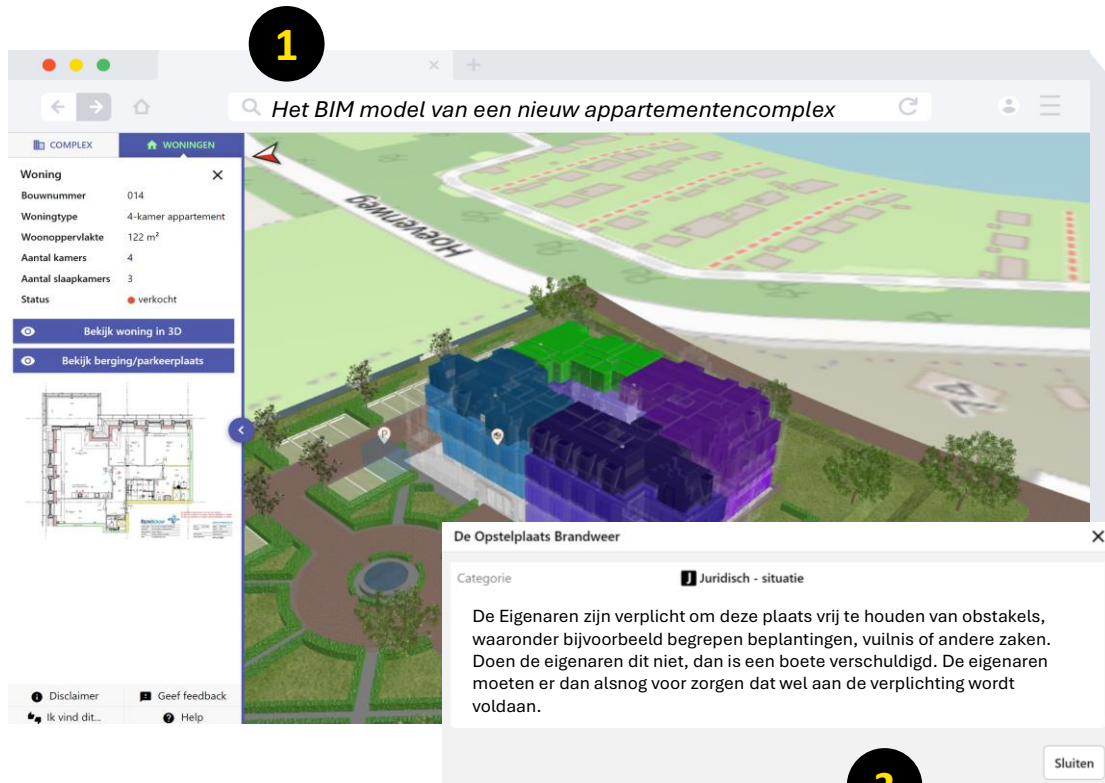 1
Het BIM model van een nieuw appartementencomplex
COMPLEX
WONINGEN
Woning
Bouwnummer 014
Woningtype 4-kamer appartement
Woonoppervlakte 122 m²
Aantal kamers 4
Aantal slaapkamers 3
Status verkocht
Bekijk woning in 3D
Bekijk berging/parkeerplaats
Hoevenweg
P
De Opstelplaats Brandweer
Categorie J Juridisch - situatie
De Eigenaren zijn verplicht om deze plaats vrij te houden van obstakels,
waaronder bijvoorbeeld begrepen beplantingen, vuilnis of andere zaken.
Doen de eigenaren dit niet, dan is een boete verschuldigd. De eigenaren
moeten er dan alsnog voor zorgen dat wel aan de verplichting wordt
voldaan.
Sluiten
Disclaimer
Geef feedback
Ik vind dit...
Help